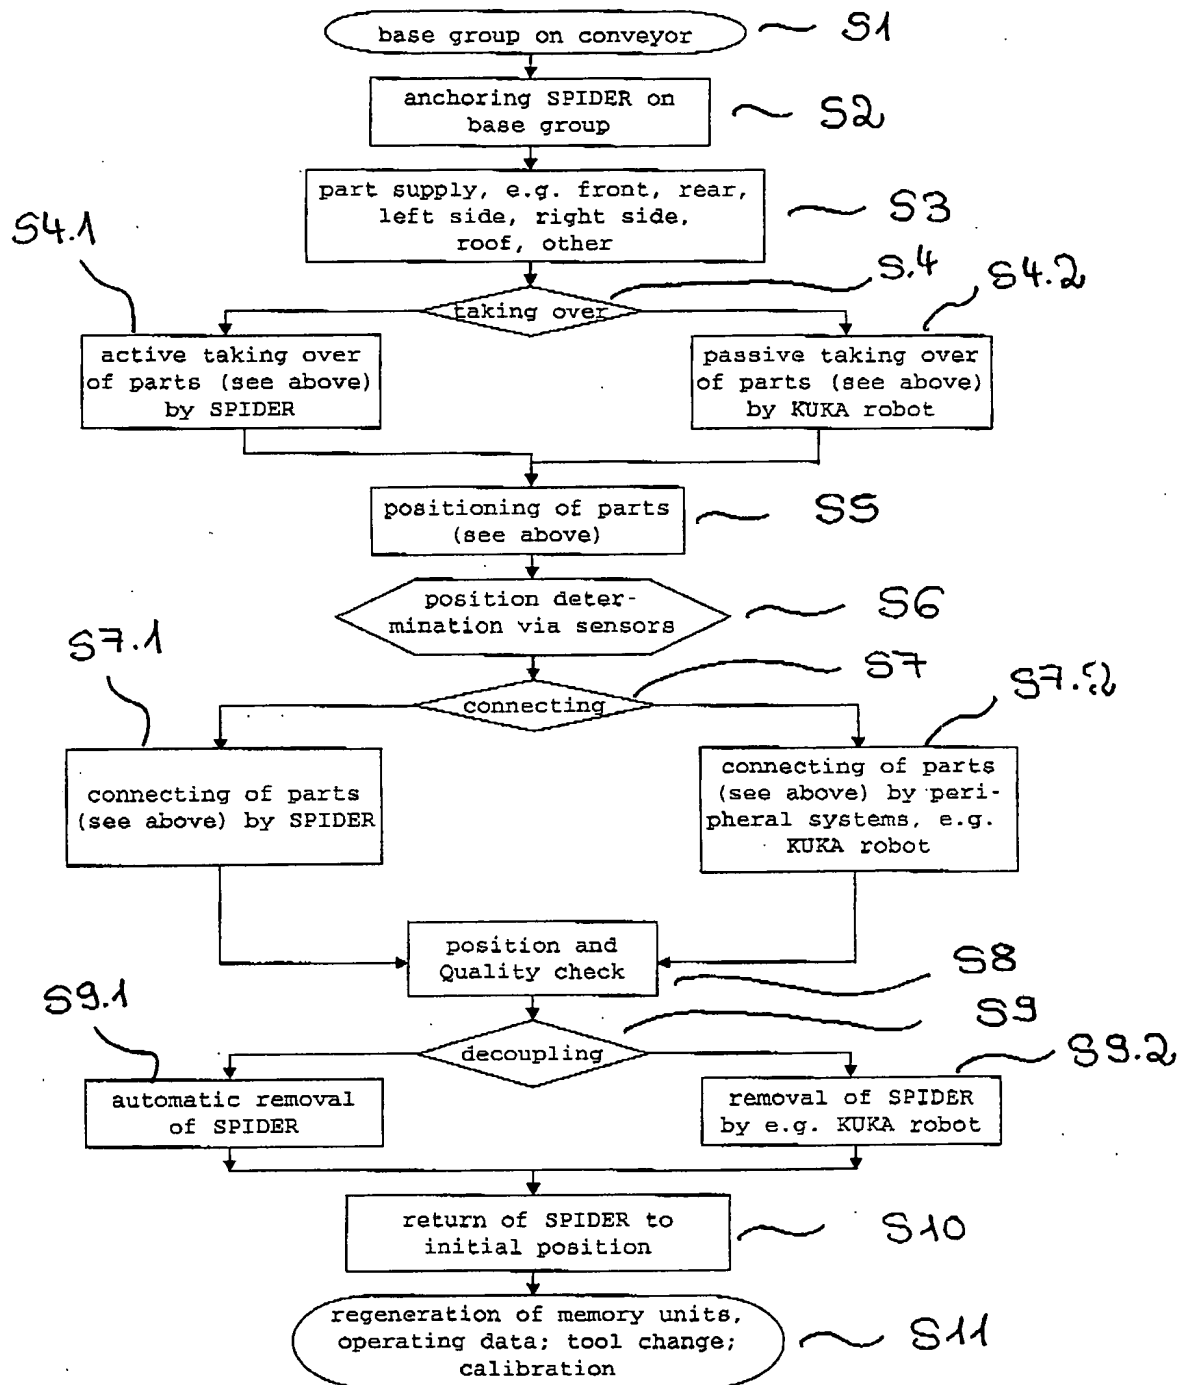 base group on conveyor
S1
anchoring SPIDER on
base group
S2
part supply, e.g. front, rear,
left side, right side,
roof, other
S3
S4.1
S.4
S4.2
taking over
active taking over
of parts (see above)
by SPIDER
passive taking over
of parts (see above)
by KUKA robot
positioning of parts
(see above)
S5
position deter-
mination via sensors
S6
S7.1
S7
S7.2
connecting
connecting of parts
(see above) by SPIDER
connecting of parts
(see above) by peri-
pheral systems, e.g.
KUKA robot
position and
Quality check
S8
S9.1
S9
S9.2
decoupling
automatic removal
of SPIDER
removal of SPIDER
by e.g. KUKA robot
return of SPIDER to
initial position
S10
regeneration of memory units,
operating data; tool change;
calibration
S11